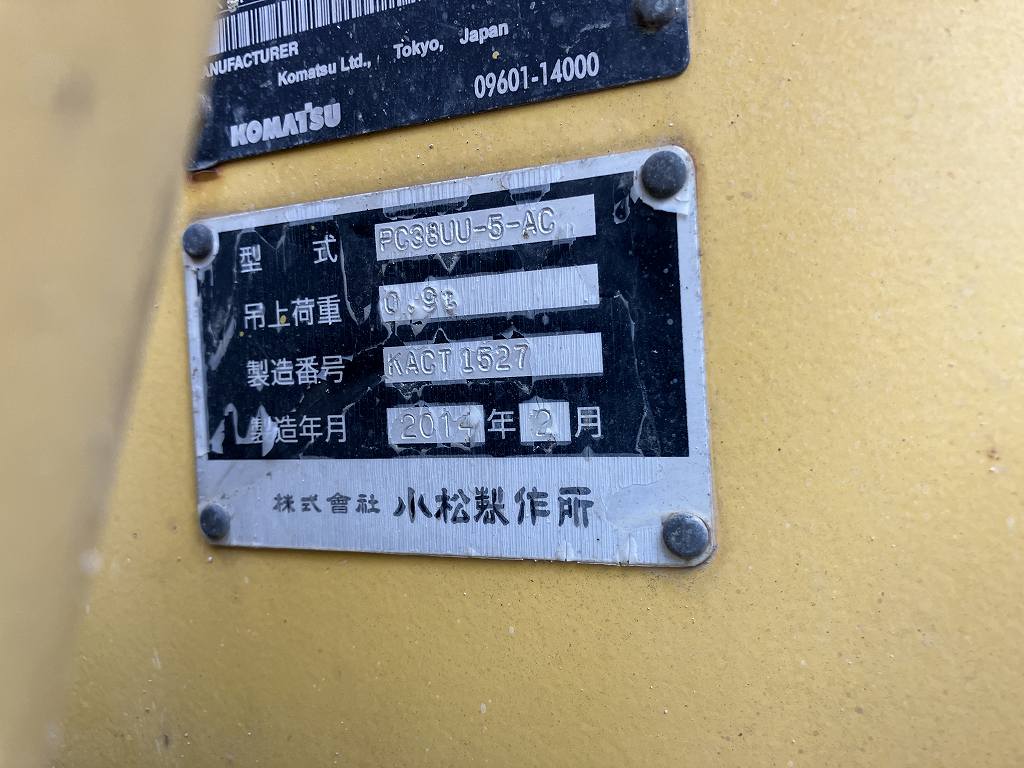 MANUFACTURER
Komatsu Ltd., Tokyo, Japan
KOMATSU 09601-14000
型 式 PC38UU-5-AC
吊上荷重 0.9t
製造番号 KACT1527
製造年月 2014年2月
株式會社 小松製作所